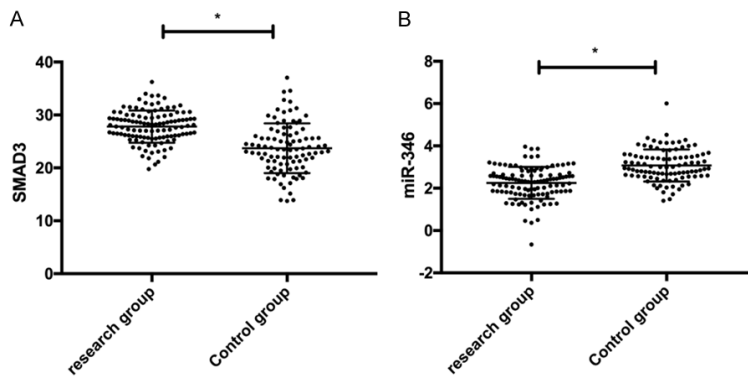 A
*
SMAD3
40
30
20
10
0
research group
Control group
B
*
miR-346
8
6
4
2
0
-2
research group
Control group